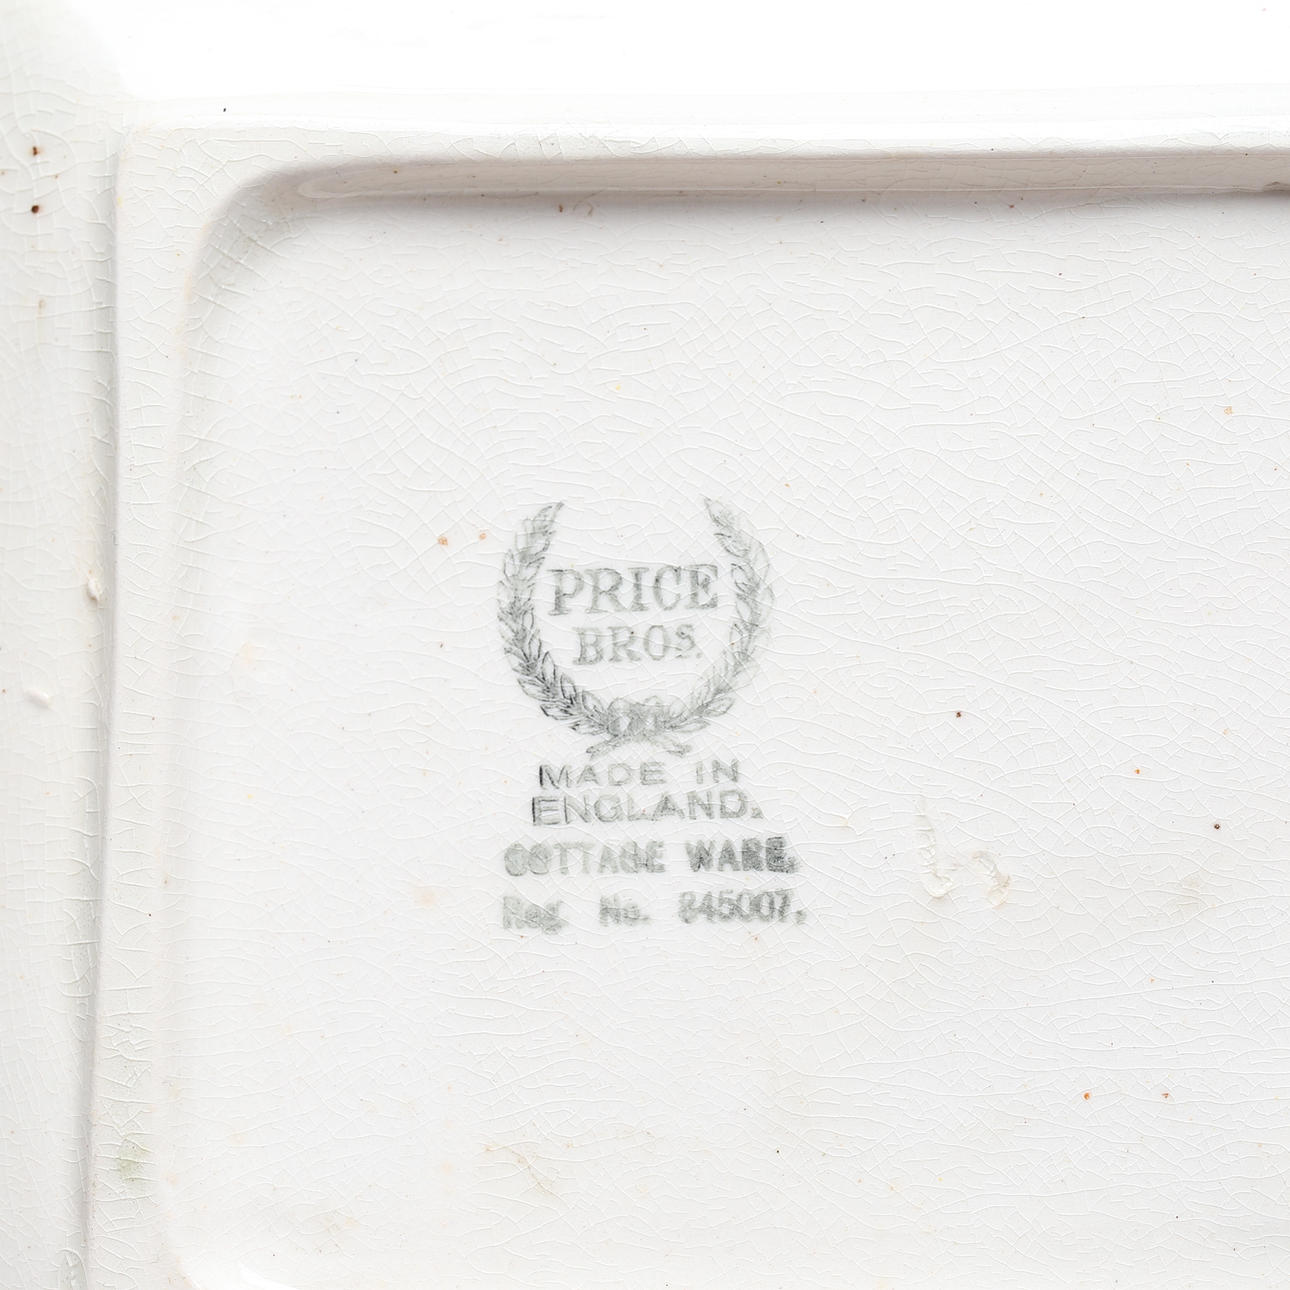 PRICE
BROS.
MADE IN
ENGLAND.
COTTAGE WARE.
Reg. No. 845007.